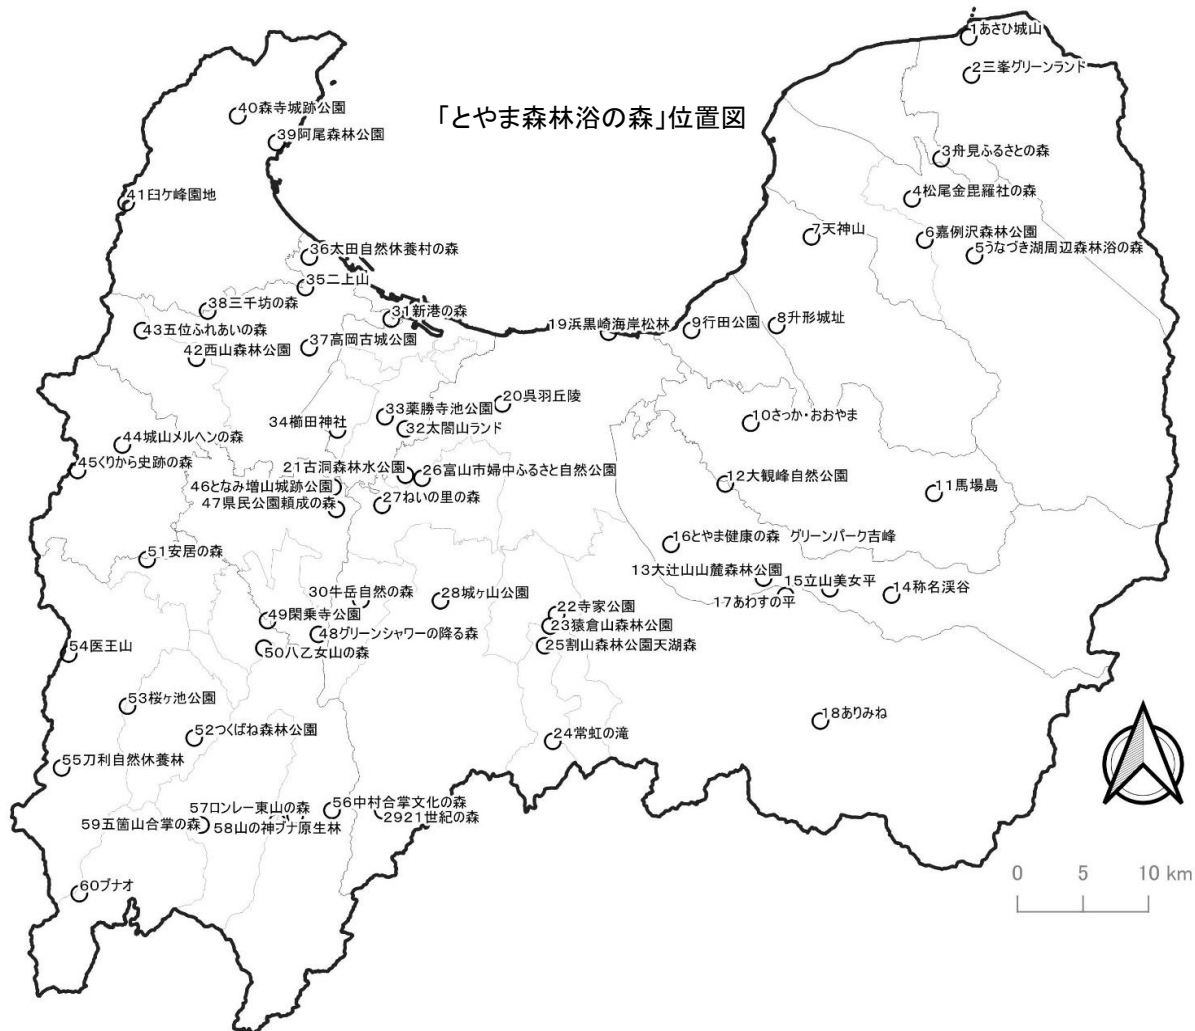 1あさひ城山
2三峯グリーンランド
「とやま森林浴の森」位置図
40森寺城跡公園
39阿尾森林公園
3舟見ふるさとの森
41臼ケ峰園地
4松尾金毘羅社の森
7天神山
6嘉例沢森林公園
5うなづき湖周辺森林浴の森
36太田自然休養村の森
35二上山
38三千坊の森
31新港の森
19浜黒崎海岸松林
9行田公園
8升形城址
43五位ふれあいの森
42西山森林公園
37高岡古城公園
20呉羽丘陵
33薬勝寺池公園
34櫛田神社
32太閤山ランド
10さっか・おおやま
44城山メルヘンの森
45くりから史跡の森
21古洞森林水公園
26富山市婦中ふるさと自然公園
46となみ増山城跡公園
47県民公園頼成の森
27ねいの里の森
12大観峰自然公園
11馬場島
16とやま健康の森 グリーンパーク吉峰
51安居の森
13大辻山山麓森林公園
15立山美女平
14称名渓谷
17あわすの平
30牛岳自然の森
28城ヶ山公園
22寺家公園
49閑乗寺公園
23猿倉山森林公園
48グリーンシャワーの降る森
25割山森林公園天湖森
50八乙女山の森
54医王山
53桜ヶ池公園
52つくばね森林公園
24常虹の滝
18ありみね
55刀利自然休養林
57ロンレー東山の森
56中村合掌文化の森
2921世紀の森
59五箇山合掌の森
58山の神ブナ原生林
60ブナオ
0 5 10 km